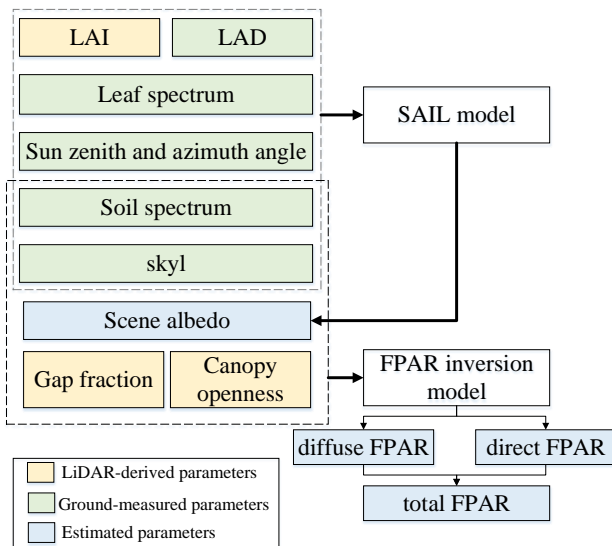 LAI
LAD
Leaf spectrum
SAIL model
Sun zenith and azimuth angle
Soil spectrum
skyl
Scene albedo
Gap fraction
Canopy
openness
FPAR inversion
model
diffuse FPAR
direct FPAR
total FPAR
LiDAR-derived parameters
Ground-measured parameters
Estimated parameters